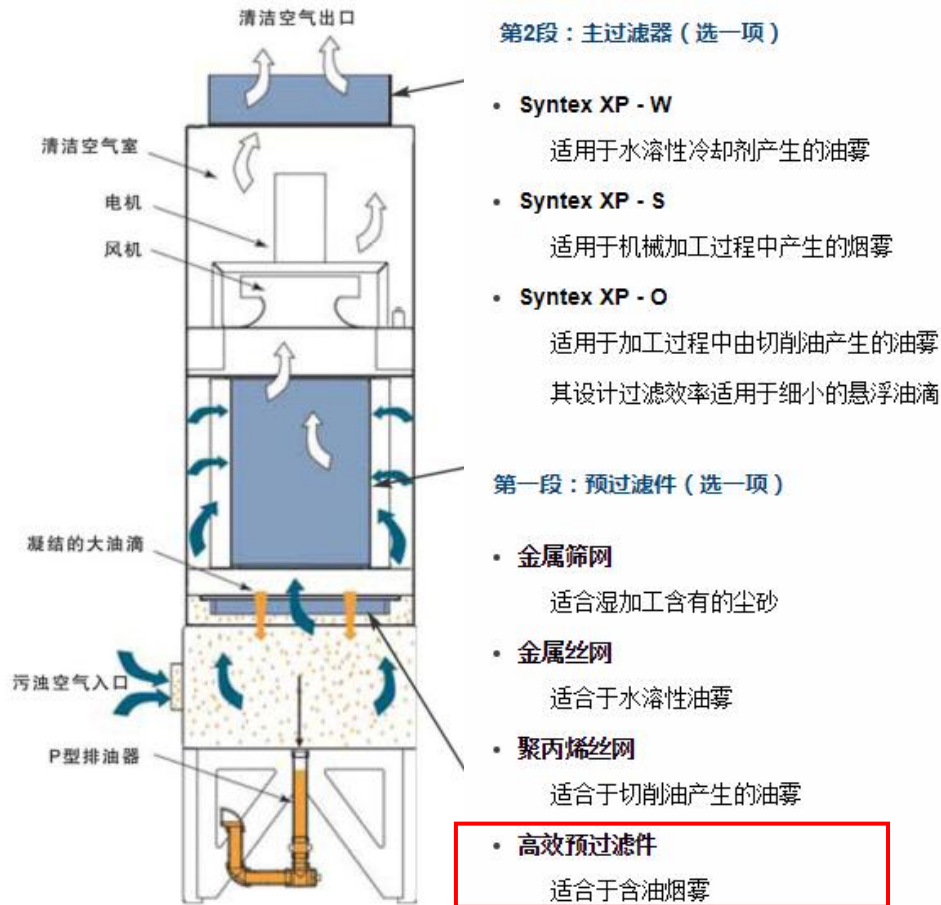 清洁空气出口
清洁空气室
电机
风机
凝结的大油滴
污浊空气入口
P型排油器
第2段：主过滤器（选一项）
• Syntex XP - W
适用于水溶性冷却剂产生的油雾
• Syntex XP - S
适用于机械加工过程中产生的烟雾
• Syntex XP - O
适用于加工过程中由切削油产生的油雾
其设计过滤效率适用于细小的悬浮油滴
第一段：预过滤件（选一项）
• 金属筛网
适合湿加工含有的尘砂
• 金属丝网
适合于水溶性油雾
• 聚丙烯丝网
适合于切削油产生的油雾
• 高效预过滤件
适合于含油烟雾